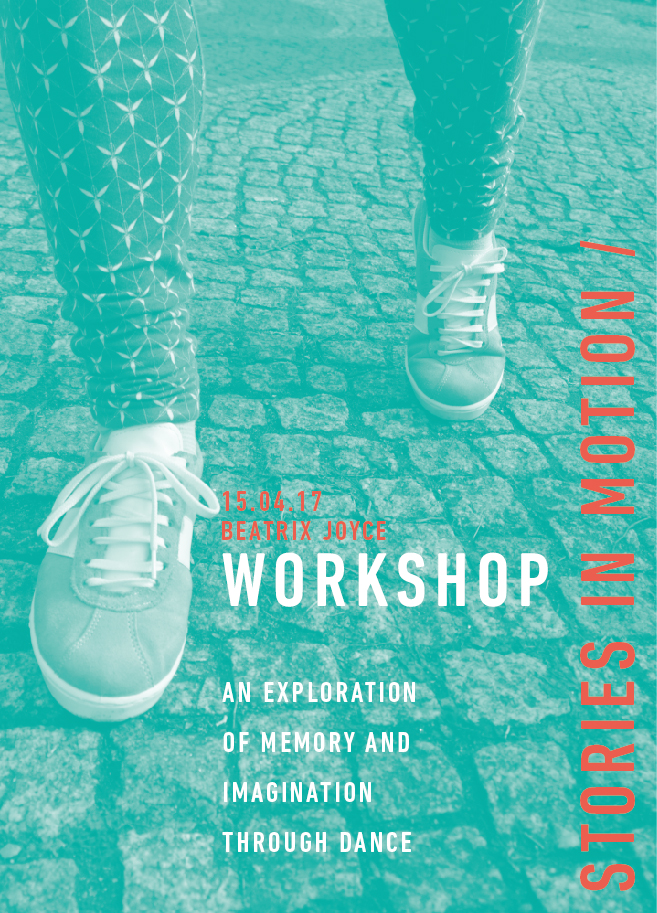 15.04.17
BEATRIX JOYCE
WORKSHOP
AN EXPLORATION
OF MEMORY AND
IMAGINATION
THROUGH DANCE
STORIES IN MOTION /